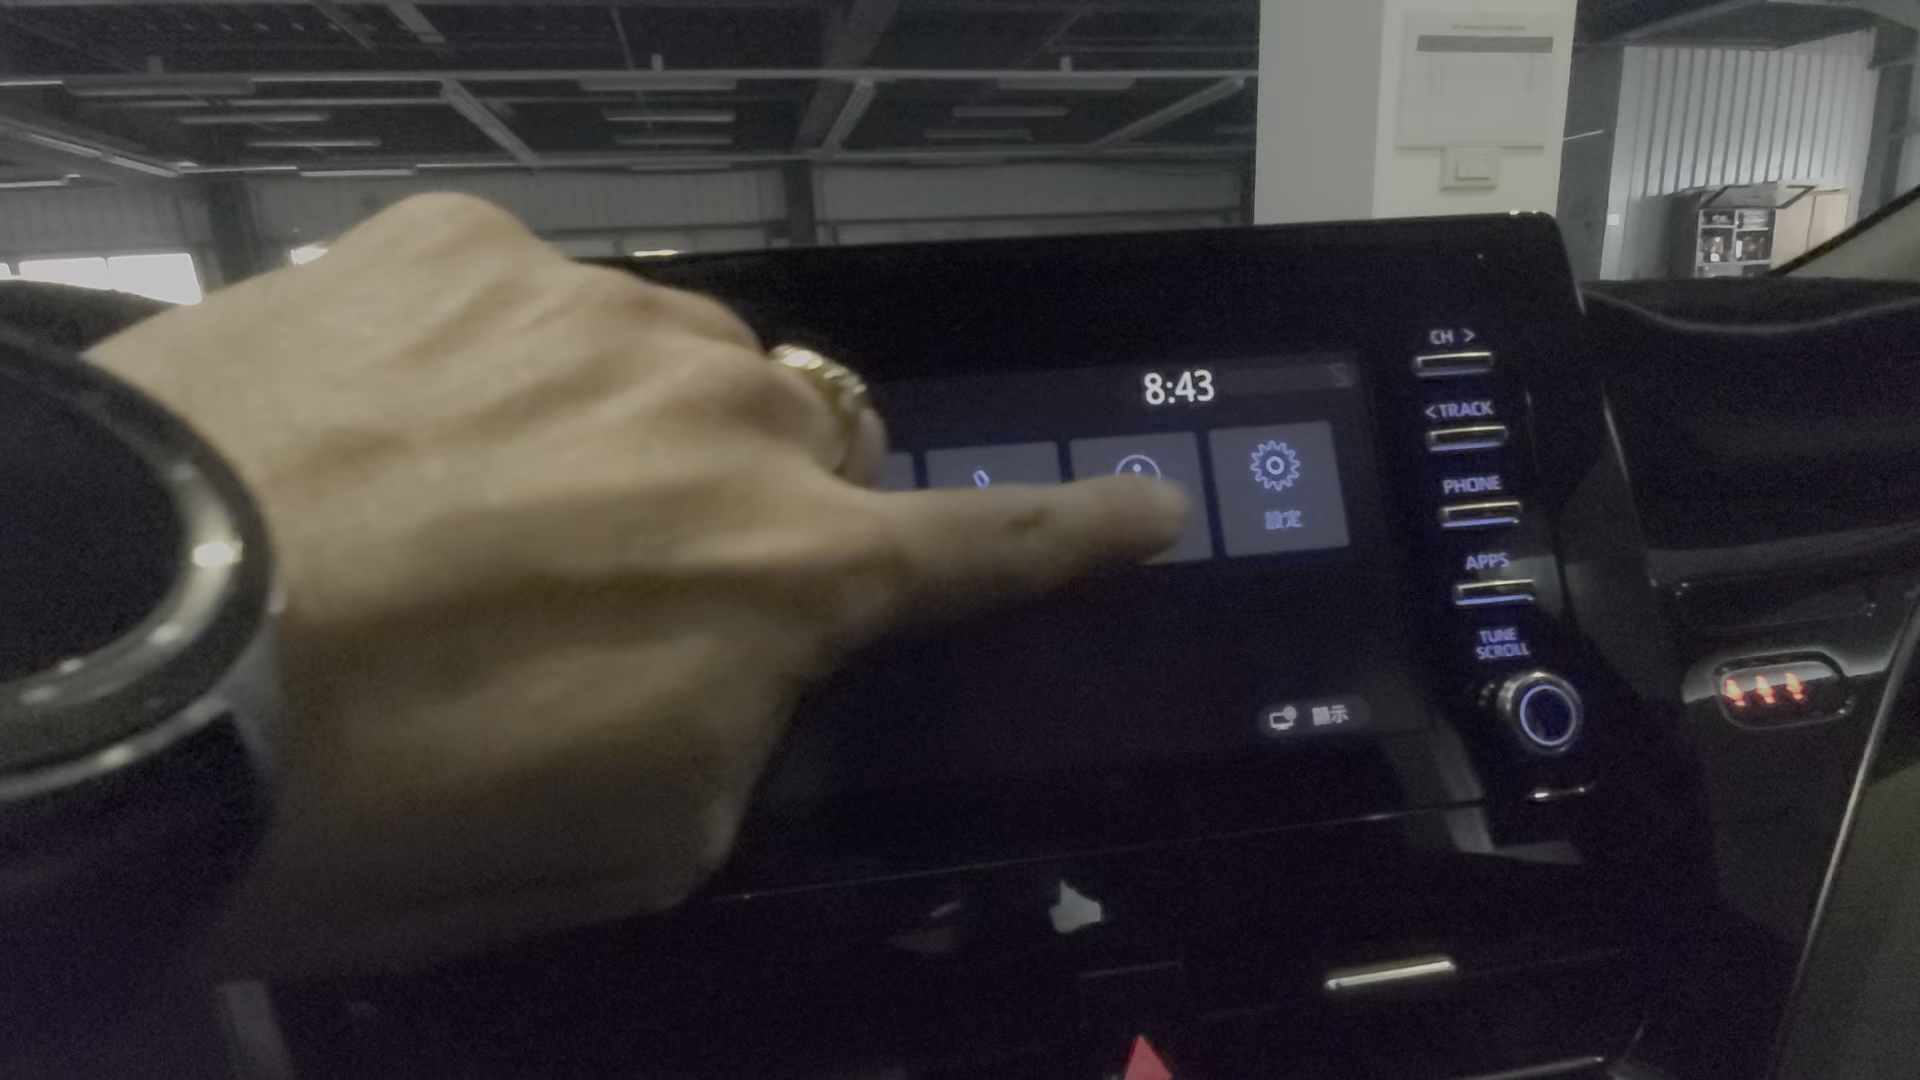 8:43
設定
顯示
CH >
< TRACK
PHONE
APPS
TUNE
SCROLL